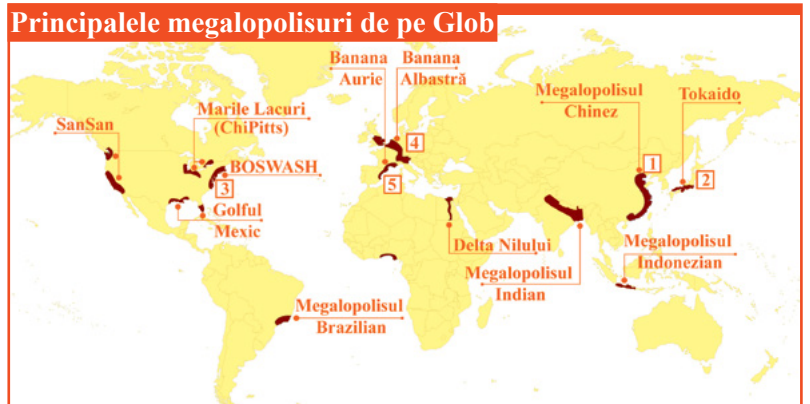 Principalele megalopolisuri de pe Glob
Banana
Aurie
Banana
Albastră
Megalopolisul
Chinez
Tokaido
Marile Lacuri
(ChiPitts)
SanSan
BOSWASH
4
1
2
3
5
Golful
Mexic
Delta Nilului
Megalopolisul
Indian
Megalopolisul
Indonezian
Megalopolisul
Brazilian